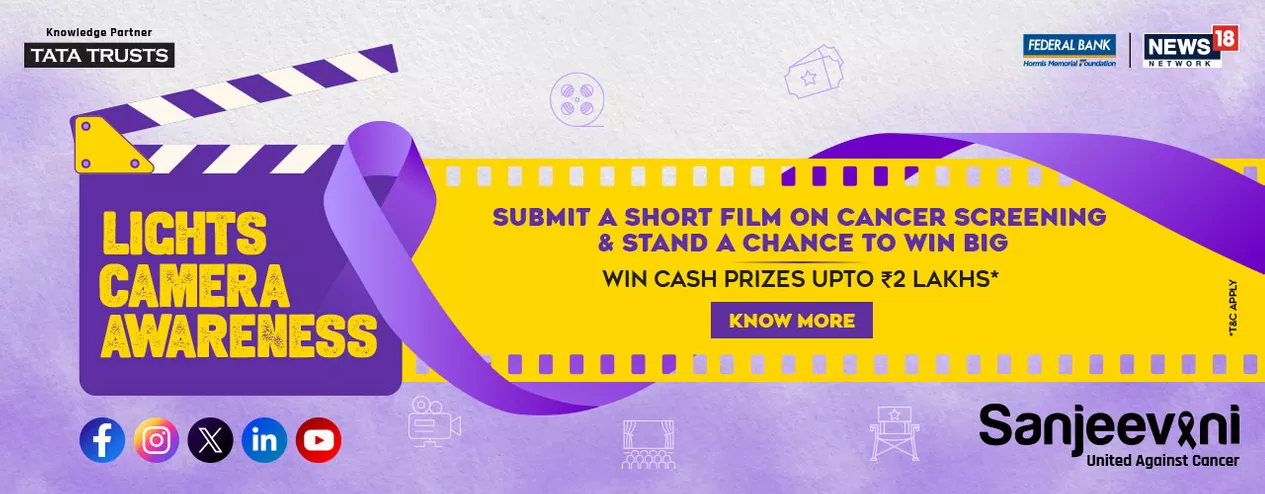 Knowledge Partner
TATA TRUSTS
FEDERAL BANK
Hormis Memorial Foundation
NEWS 18
NETWORK
LIGHTS
CAMERA
AWARENESS
SUBMIT A SHORT FILM ON CANCER SCREENING
& STAND A CHANCE TO WIN BIG
WIN CASH PRIZES UPTO ₹2 LAKHS*
KNOW MORE
*T&C APPLY
Sanjeevani
United Against Cancer